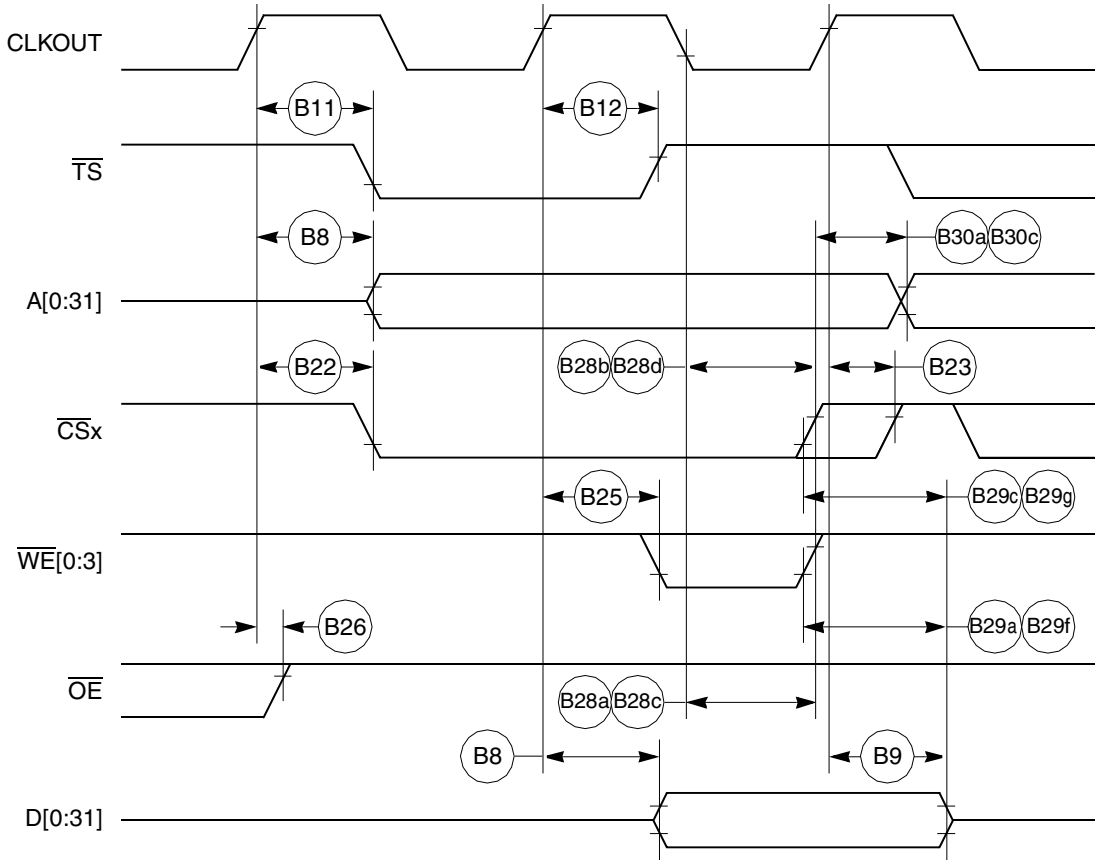 CLKOUT
B11
B12
TS
B8
B30a B30c
A[0:31]
B22
B28b B28d
B23
CSx
B25
B29c B29g
WE[0:3]
B26
B29a B29f
OE
B28a B28c
B8
B9
D[0:31]